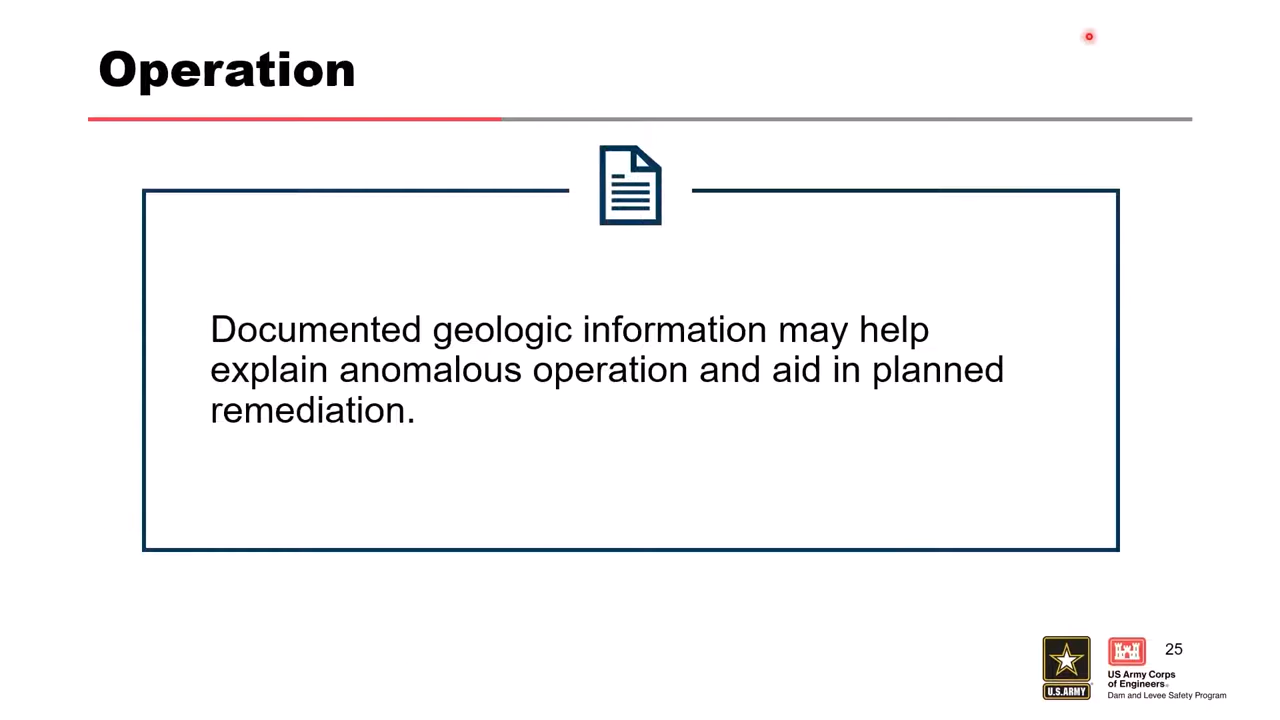 Operation
Documented geologic information may help
explain anomalous operation and aid in planned
remediation.
25
U.S.ARMY
US Army Corps
of Engineers®
Dam and Levee Safety Program